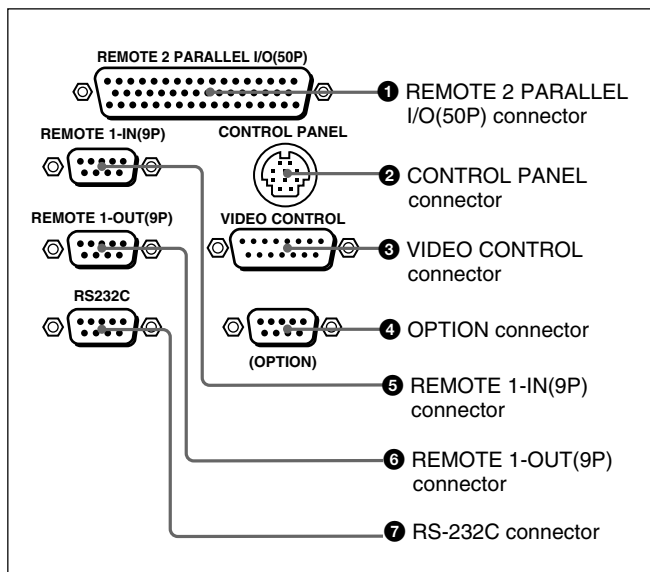 REMOTE 2 PARALLEL I/O(50P)
❶ REMOTE 2 PARALLEL
I/O(50P) connector
REMOTE 1-IN(9P)
CONTROL PANEL
❷ CONTROL PANEL
connector
REMOTE 1-OUT(9P)
VIDEO CONTROL
❸ VIDEO CONTROL
connector
RS232C
❹ OPTION connector
(OPTION)
❺ REMOTE 1-IN(9P)
connector
❻ REMOTE 1-OUT(9P)
connector
❼ RS-232C connector